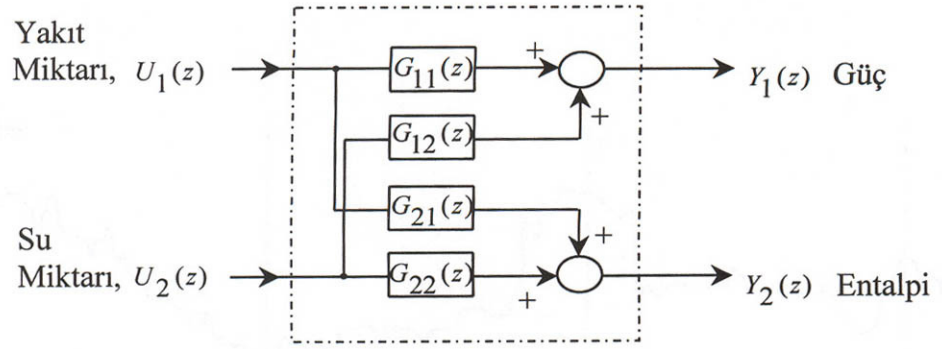 Yakıt
Miktarı, U1(z)
G11(z)
+
Y1(z) Güç
G12(z)
+
G21(z)
+
Su
Miktarı, U2(z)
G22(z)
+
Y2(z) Entalpi